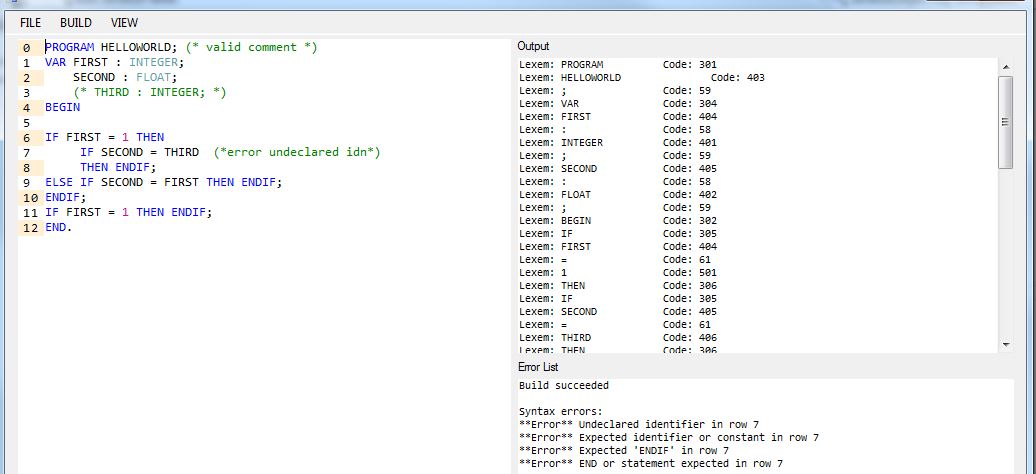 FILE BUILD VIEW
0 PROGRAM HELLOWORLD; (* valid comment *)
1 VAR FIRST : INTEGER;
2 SECOND : FLOAT;
3 (* THIRD : INTEGER; *)
4 BEGIN
5
6 IF FIRST = 1 THEN
7 IF SECOND = THIRD (*error undeclared idn*)
8 THEN ENDIF;
9 ELSE IF SECOND = FIRST THEN ENDIF;
10 ENDIF;
11 IF FIRST = 1 THEN ENDIF;
12 END.
Output
Lexem: PROGRAM Code: 301
Lexem: HELLOWORLD Code: 403
Lexem: ; Code: 59
Lexem: VAR Code: 304
Lexem: FIRST Code: 404
Lexem: : Code: 58
Lexem: INTEGER Code: 401
Lexem: ; Code: 59
Lexem: SECOND Code: 405
Lexem: : Code: 58
Lexem: FLOAT Code: 402
Lexem: ; Code: 59
Lexem: BEGIN Code: 302
Lexem: IF Code: 305
Lexem: FIRST Code: 404
Lexem: = Code: 61
Lexem: 1 Code: 501
Lexem: THEN Code: 306
Lexem: IF Code: 305
Lexem: SECOND Code: 405
Lexem: = Code: 61
Lexem: THIRD Code: 406
Lexem: THEN Code: 306
Error List
Build succeeded
Syntax errors:
**Error** Undeclared identifier in row 7
**Error** Expected identifier or constant in row 7
**Error** Expected 'ENDIF' in row 7
**Error** END or statement expected in row 7